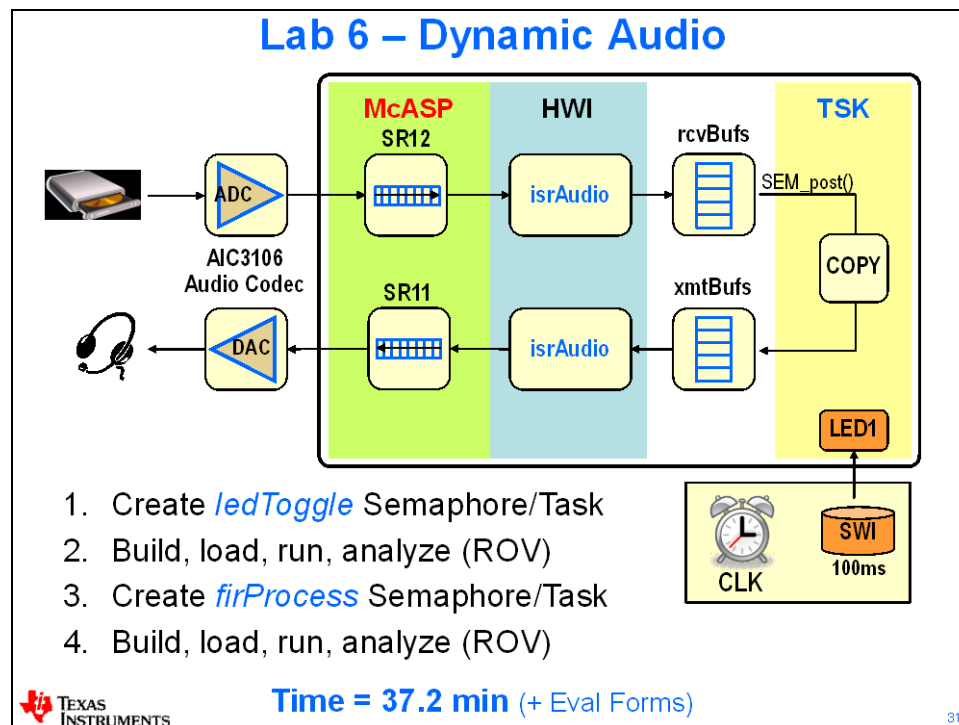 Lab 6 – Dynamic Audio
McASP
HWI
TSK
SR12
rcvBufs
SEM_post()
ADC
isrAudio
COPY
AIC3106
Audio Codec
SR11
xmtBufs
DAC
isrAudio
LED1
SWI
100ms
CLK
1. Create ledToggle Semaphore/Task
2. Build, load, run, analyze (ROV)
3. Create firProcess Semaphore/Task
4. Build, load, run, analyze (ROV)
Time = 37.2 min (+ Eval Forms)
TEXAS
INSTRUMENTS
31